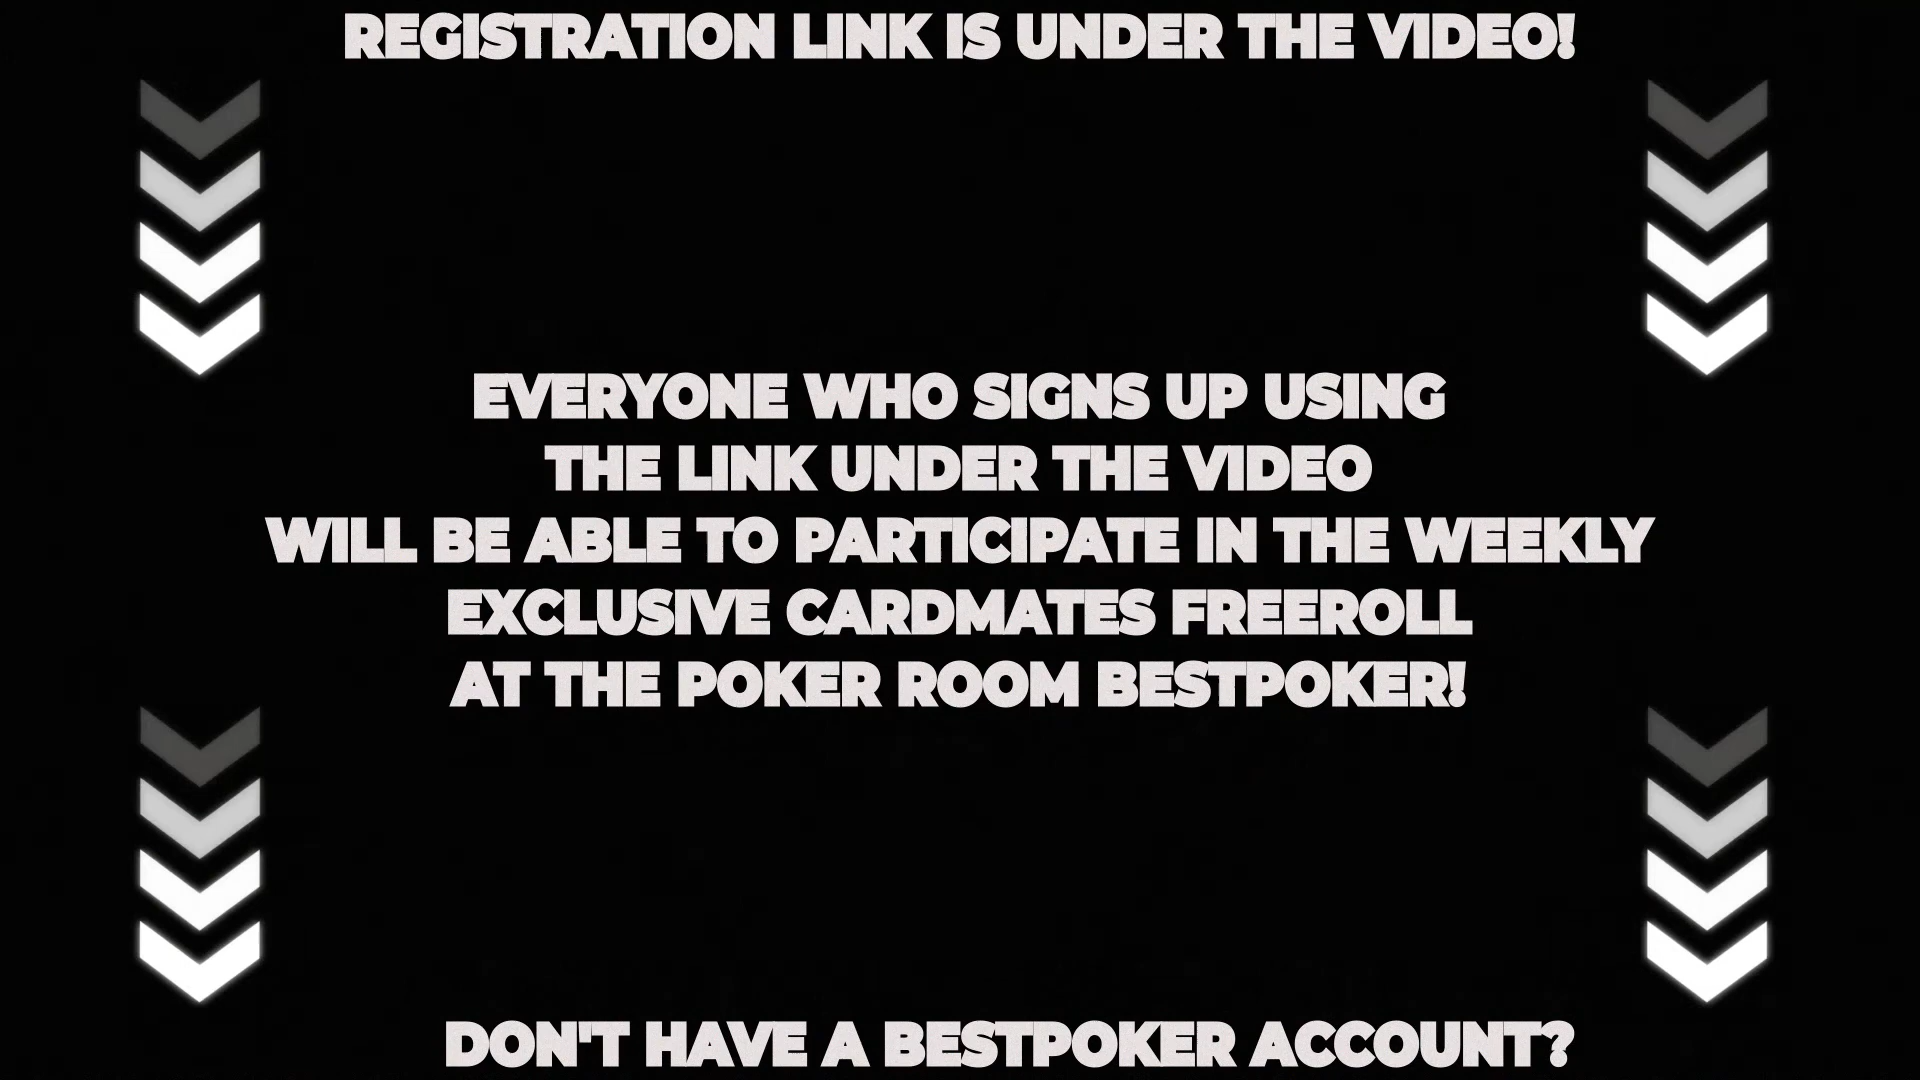 REGISTRATION LINK IS UNDER THE VIDEO!
EVERYONE WHO SIGNS UP USING
THE LINK UNDER THE VIDEO
WILL BE ABLE TO PARTICIPATE IN THE WEEKLY
EXCLUSIVE CARDMATES FREEROLL
AT THE POKER ROOM BESTPOKER!
DON'T HAVE A BESTPOKER ACCOUNT?